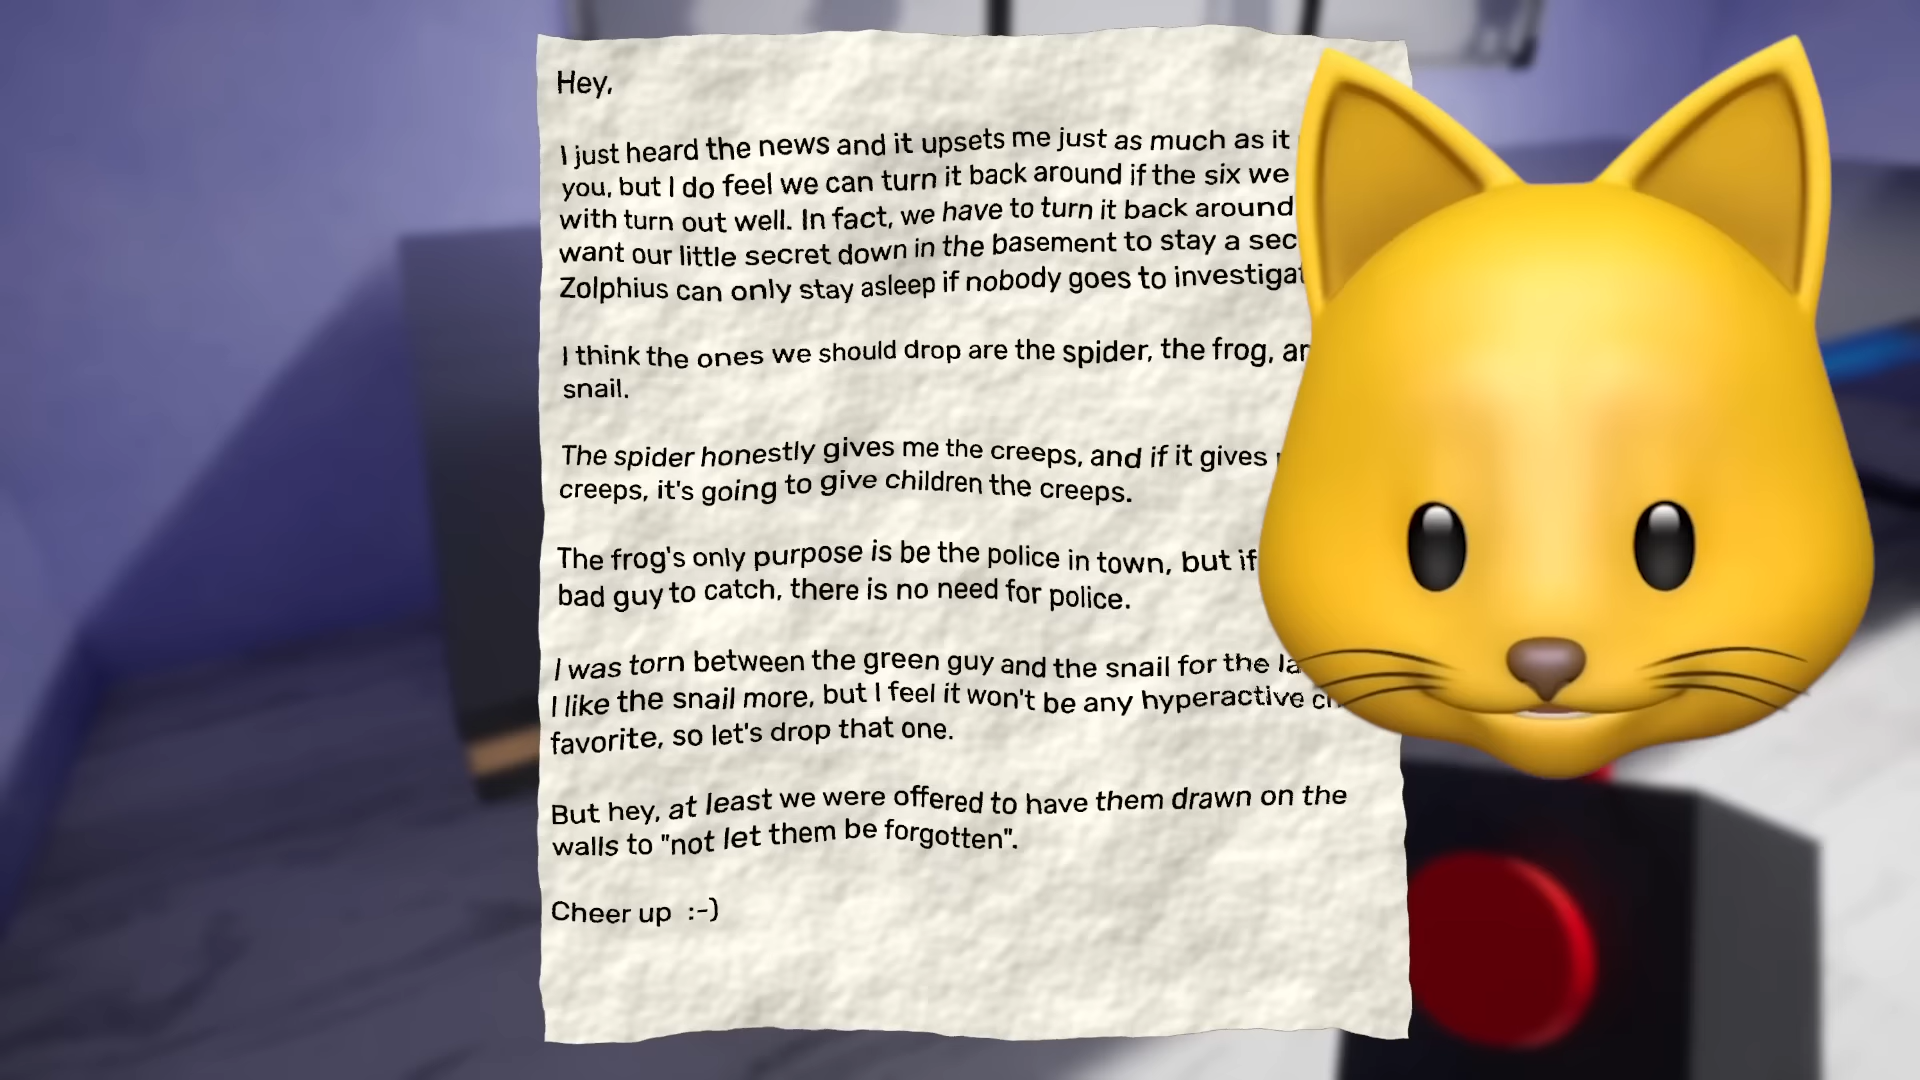 Hey,
I just heard the news and it upsets me just as much as it
you, but I do feel we can turn it back around if the six we
with turn out well. In fact, we have to turn it back around
want our little secret down in the basement to stay a
Zolphius can only stay asleep if nobody goes to
I think the ones we should drop are the spider, the frog,
snail.
The spider honestly gives me the creeps, and if it gives
creeps, it's going to give children the creeps.
The frog's only purpose is be the police in town, but if
bad guy to catch, there is no need for police.
I was torn between the green guy and the snail for the
I like the snail more, but I feel it won't be any hyperactive
favorite, so let's drop that one.
But hey, at least we were offered to have them drawn on the
walls to "not let them be forgotten".
Cheer up :-)